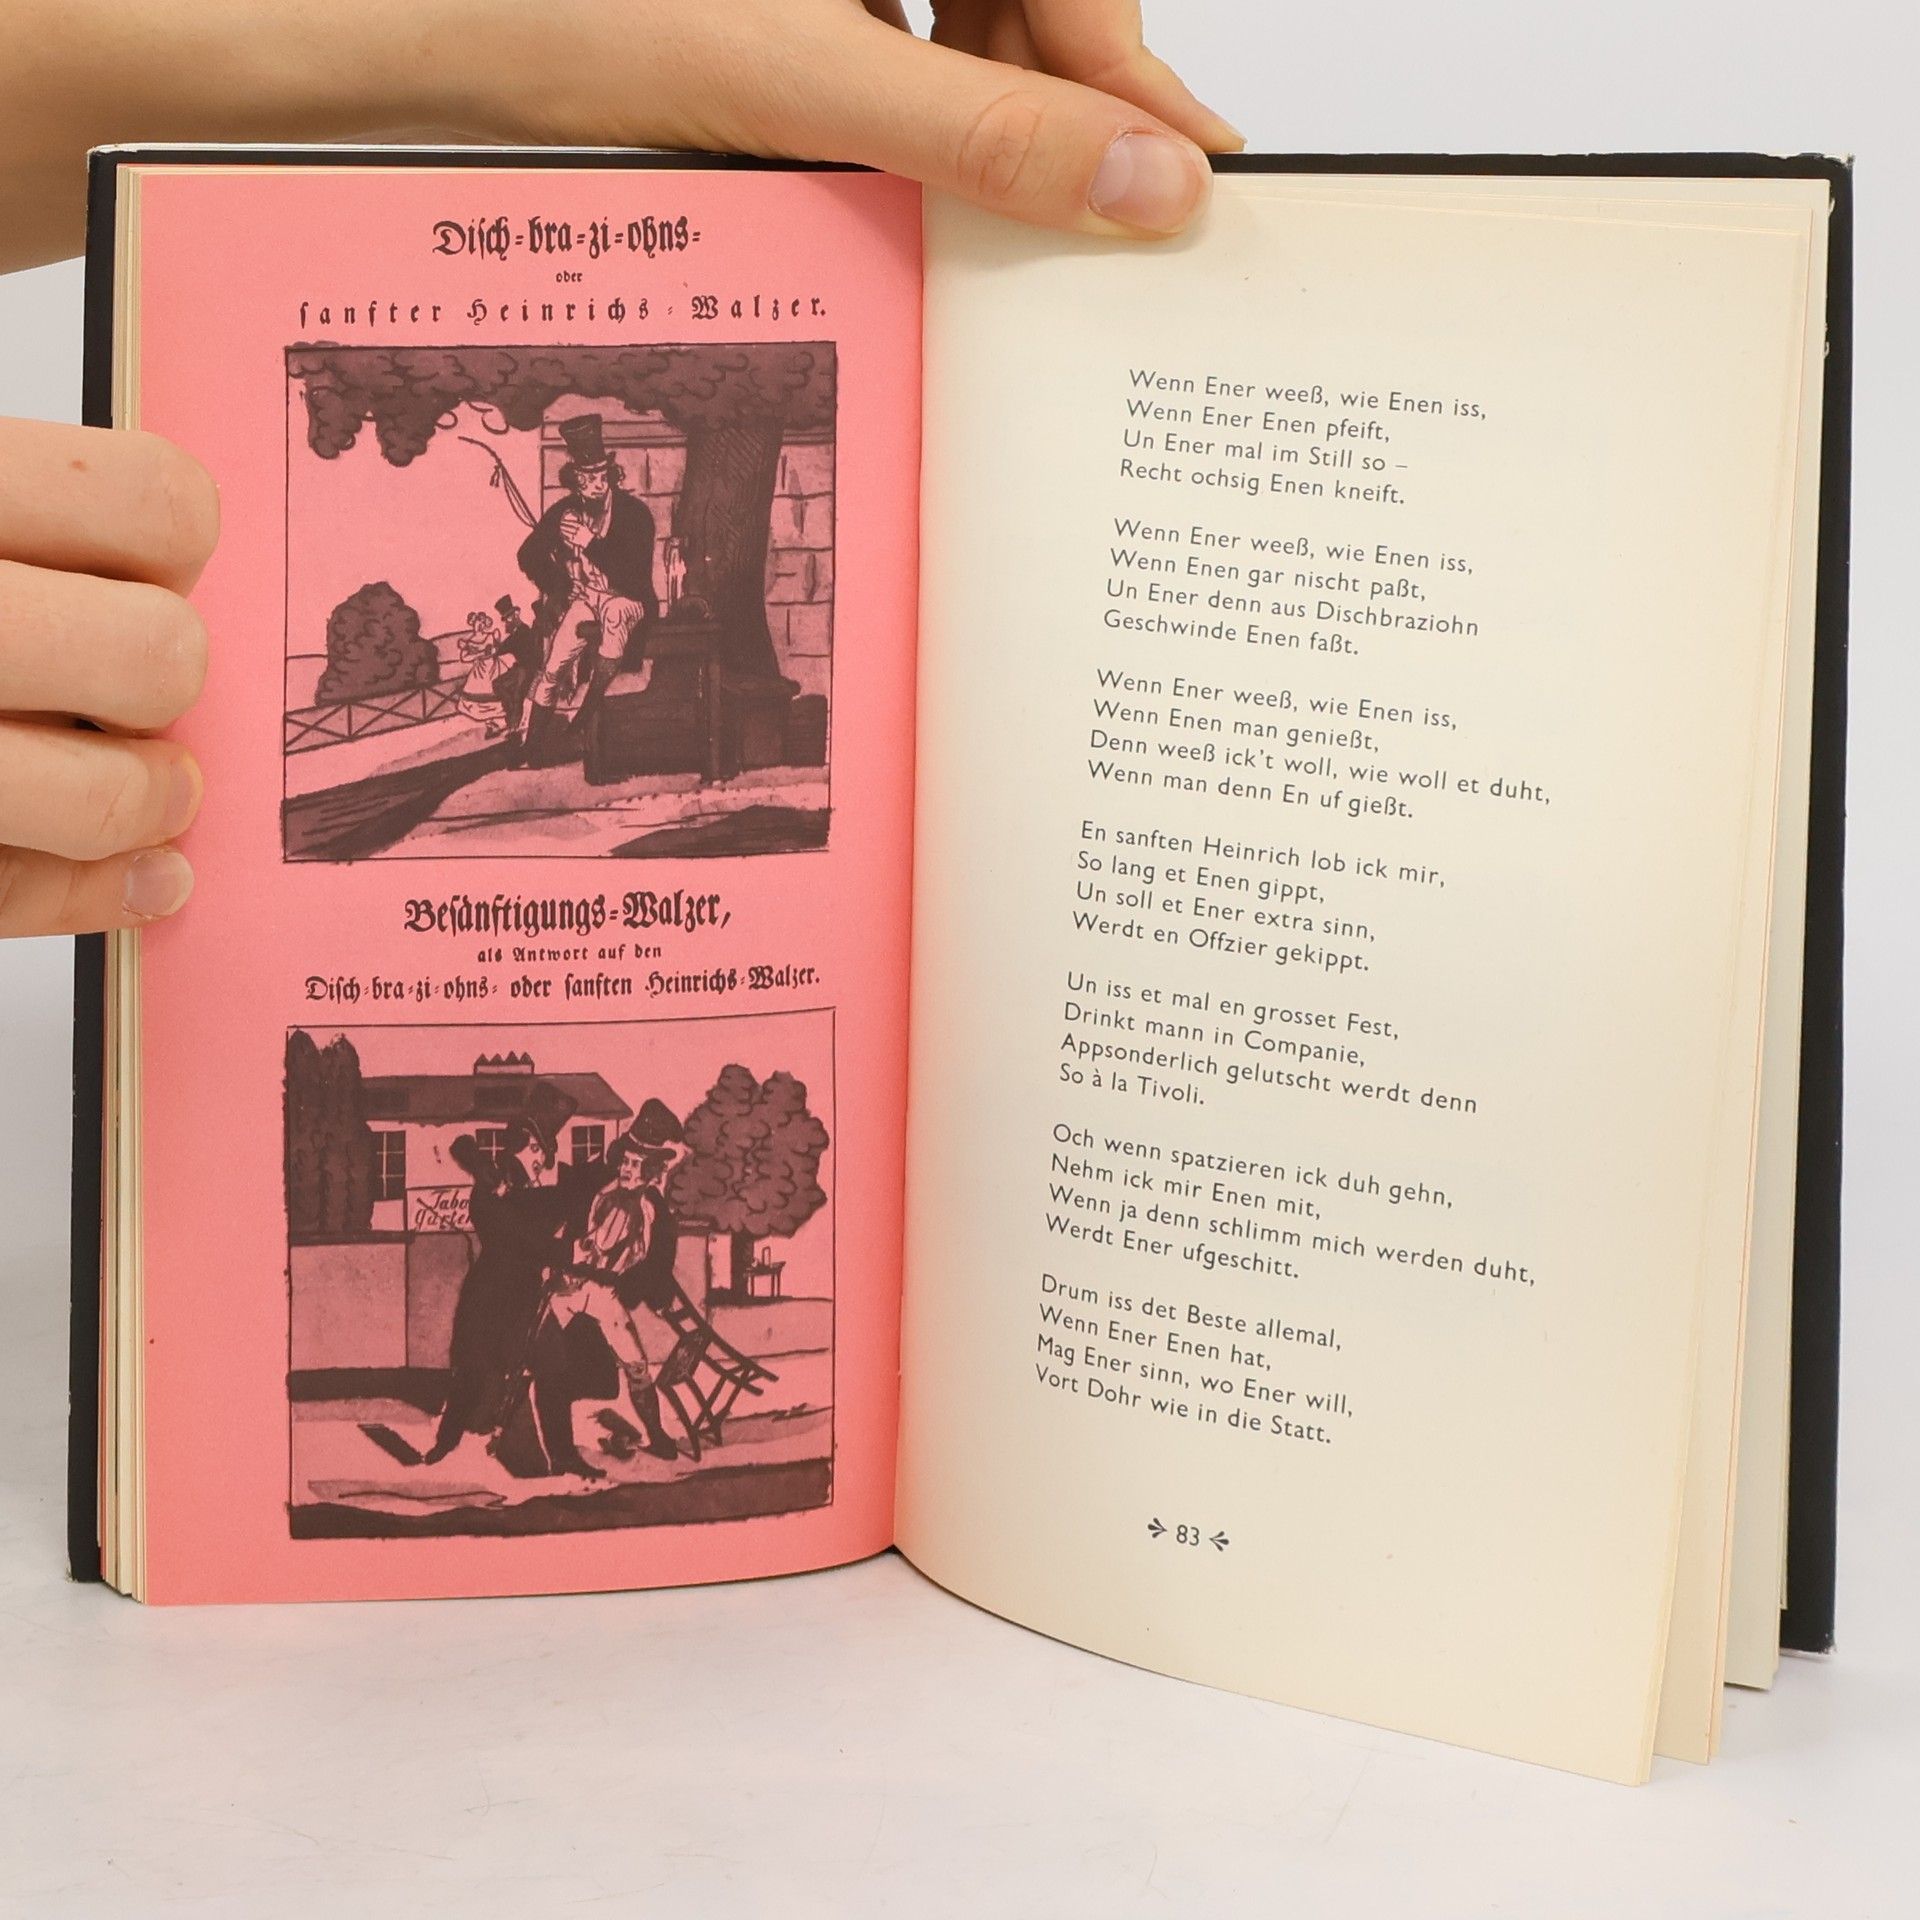 Diſch-bra-zi-ohns-
oder
ſanfter Heinrichs-Walzer.
Beſänftigungs-Walzer,
als Antwort auf den
Diſch-bra-zi-ohns- oder ſanften Heinrichs-Walzer.
Tabo
Garten
Wenn Ener weeß, wie Enen iss,
Wenn Ener Enen pfeift,
Un Ener mal im Still so –
Recht ochsig Enen kneift.
Wenn Ener weeß, wie Enen iss,
Wenn Enen gar nischt paßt,
Un Ener denn aus Dischbraziohn
Geschwinde Enen faßt.
Wenn Ener weeß, wie Enen iss,
Wenn Enen man genießt,
Denn weeß ick't woll, wie woll et duht,
Wenn man denn En uf gießt.
En sanften Heinrich lob ick mir,
So lang et Enen gippt,
Un soll et Ener extra sinn,
Werdt en Offzier gekippt.
Un iss et mal en grosset Fest,
Drinkt mann in Companie,
Appsonderlich gelutscht werdt denn
So à la Tivoli.
Och wenn spatzieren ick duh gehn,
Nehm ick mir Enen mit,
Wenn ja denn schlimm mich werden duht,
Werdt Ener ufgeschitt.
Drum iss det Beste allemal,
Wenn Ener Enen hat,
Mag Ener sinn, wo Ener will,
Vort Dohr wie in die Statt.
83